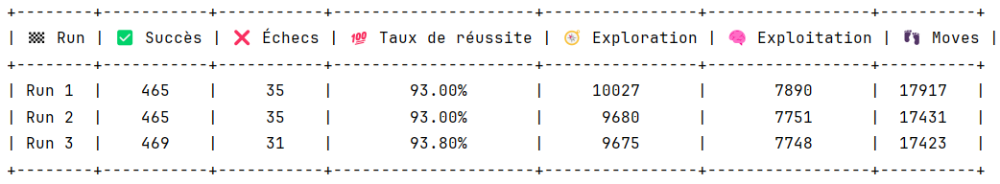 +--------+-----------+----------+---------------------+----------------+-----------------+----------+
| 🏁 Run | ✅ Succès | ❌ Échecs | 💯 Taux de réussite | 🧭 Exploration | 🧠 Exploitation | 👣 Moves |
+--------+-----------+----------+---------------------+----------------+-----------------+----------+
| Run 1 | 465 | 35 | 93.00% | 10027 | 7890 | 17917 |
| Run 2 | 465 | 35 | 93.00% | 9680 | 7751 | 17431 |
| Run 3 | 469 | 31 | 93.80% | 9675 | 7748 | 17423 |
+--------+-----------+----------+---------------------+----------------+-----------------+----------+